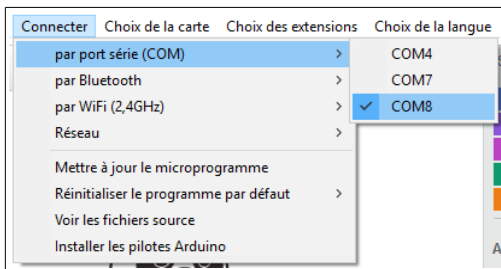 Connecter Choix de la carte Choix des extensions Choix de la langue
par port série (COM) COM4
par Bluetooth COM7
par WiFi (2,4GHz) COM8
Réseau
Mettre à jour le microprogramme
Réinitialiser le programme par défaut
Voir les fichiers source
Installer les pilotes Arduino